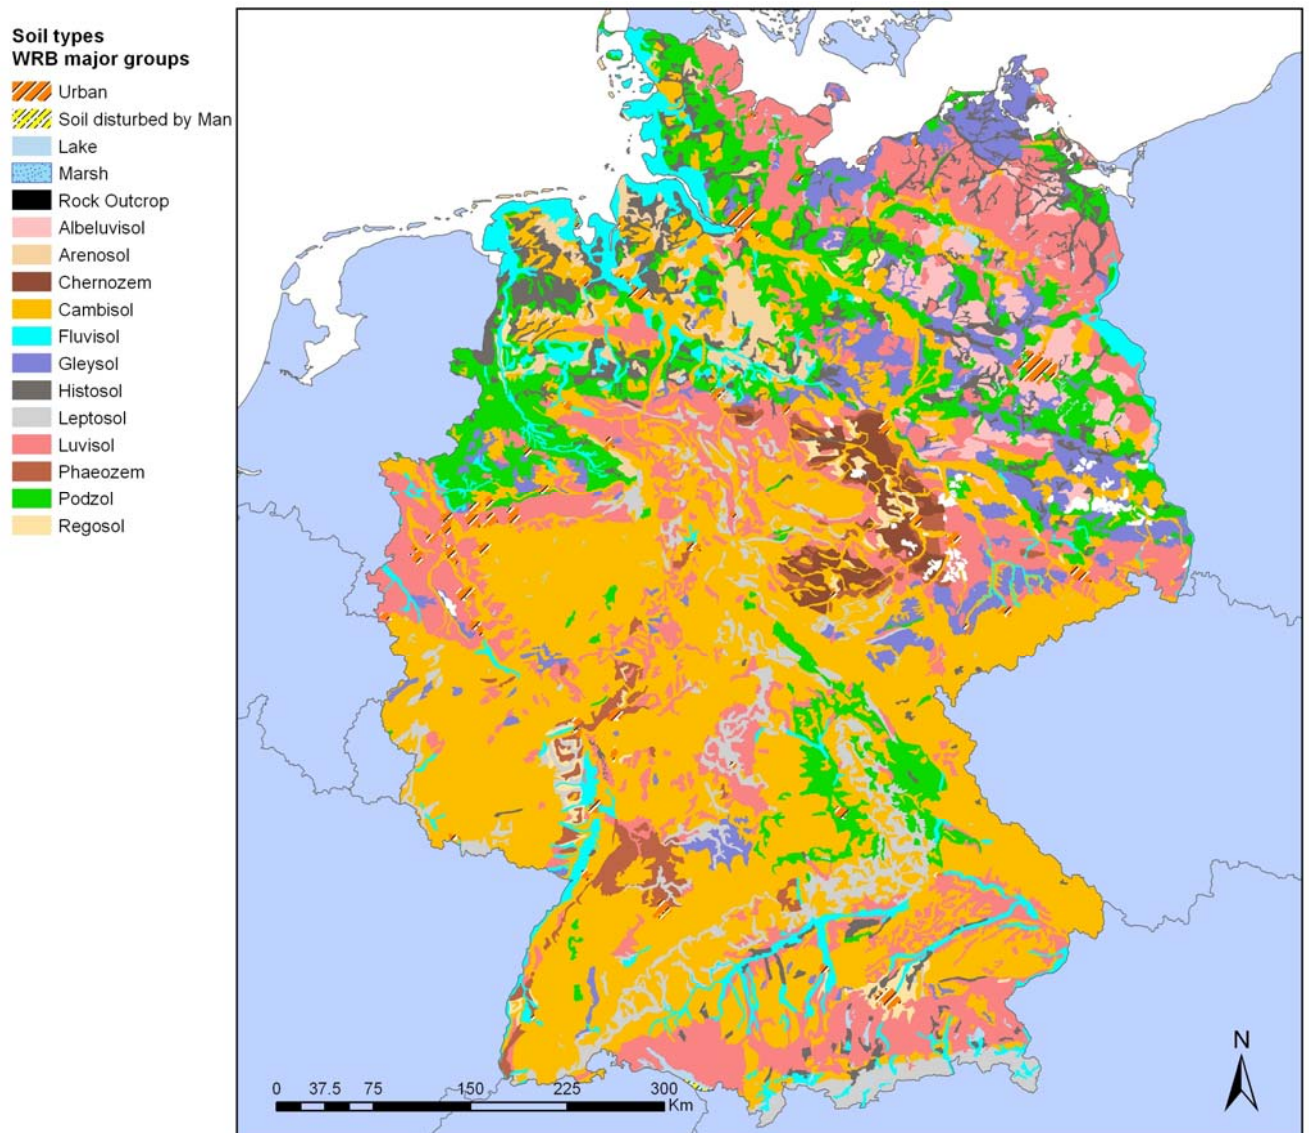 Soil types
WRB major groups
Urban
Soil disturbed by Man
Lake
Marsh
Rock Outcrop
Albeluvisol
Arenosol
Chernozem
Cambisol
Fluvisol
Gleysol
Histosol
Leptosol
Luvisol
Phaeozem
Podzol
Regosol
N
0 37.5 75 150 225 300
Km